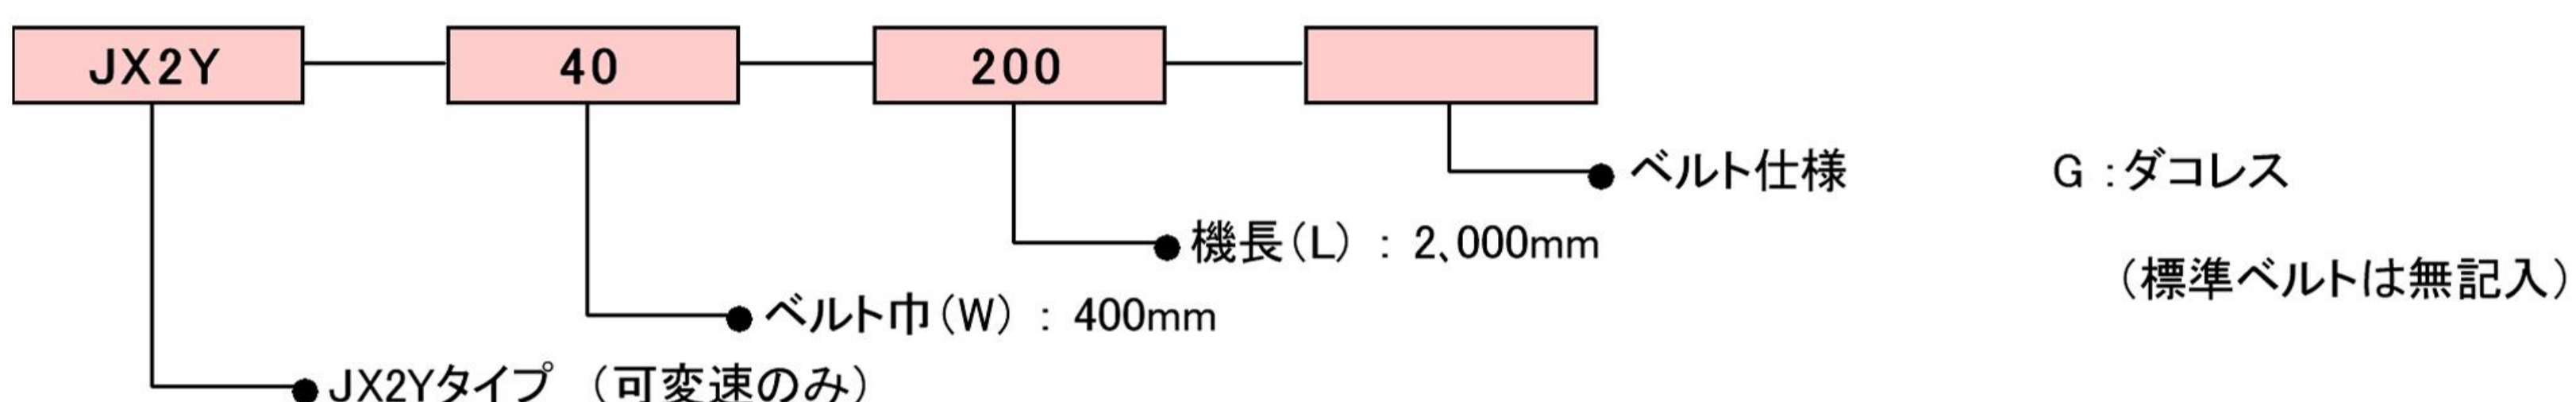 JX2Y 40 200
ベルト仕様 G :ダコレス
機長(L) : 2､000mm
(標準ベルトは無記入)
ベルト巾(W) : 400mm
JX2Yタイプ (可変速のみ)